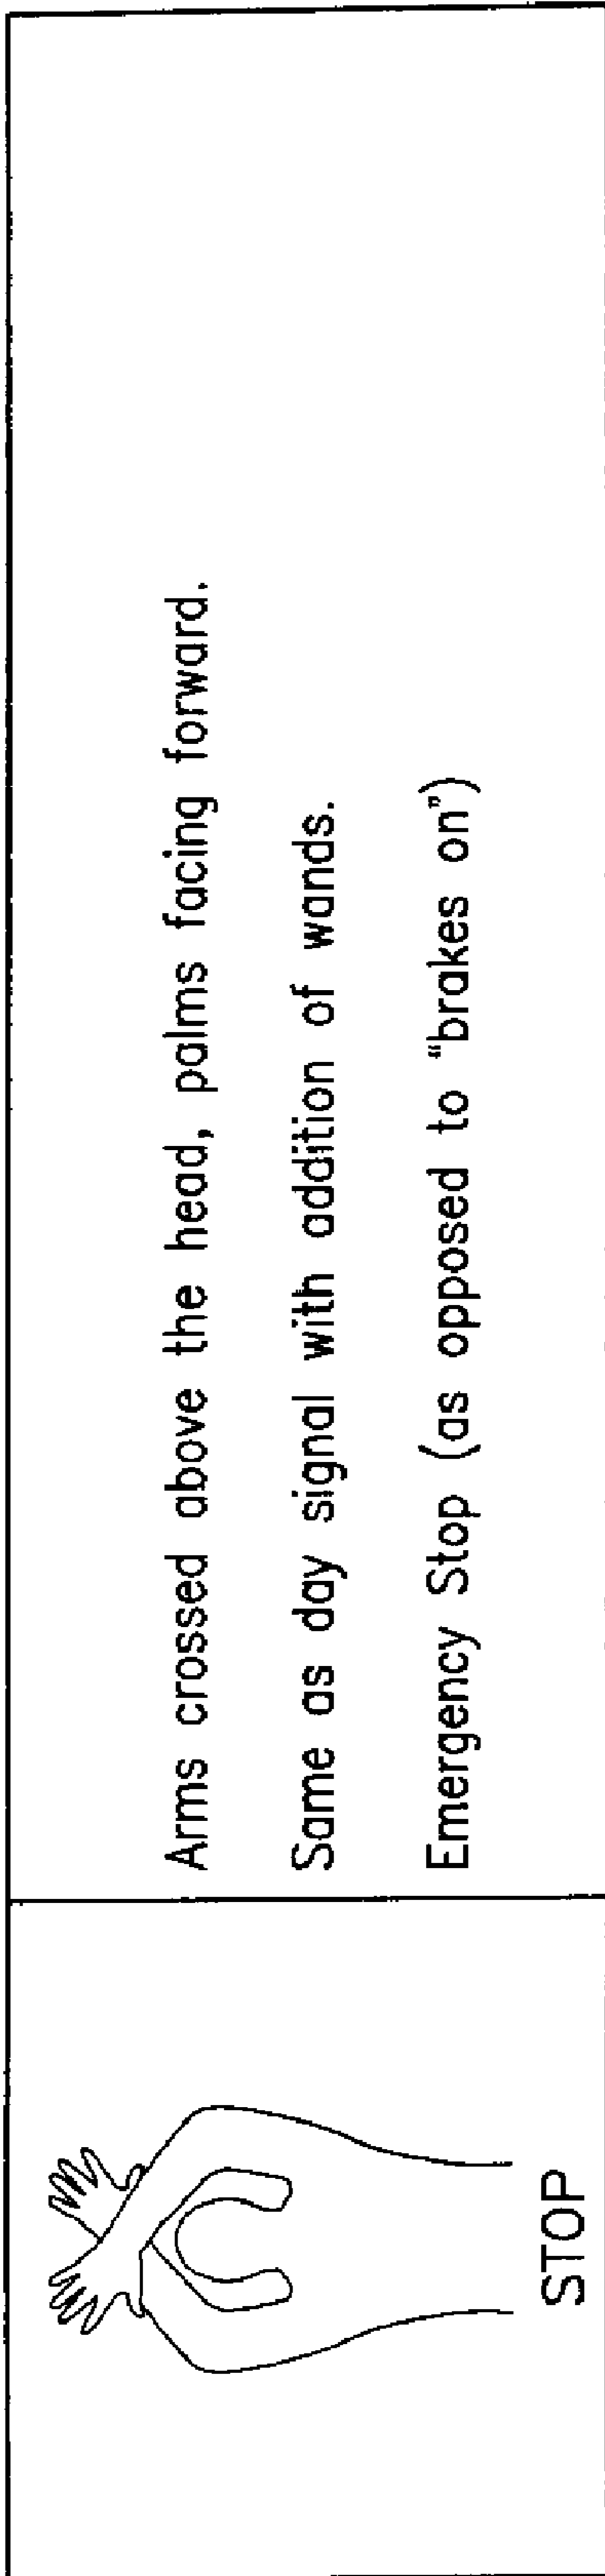 STOP
Arms crossed above the head, palms facing forward.
Same as day signal with addition of wands.
Emergency Stop (as opposed to “brakes on”)